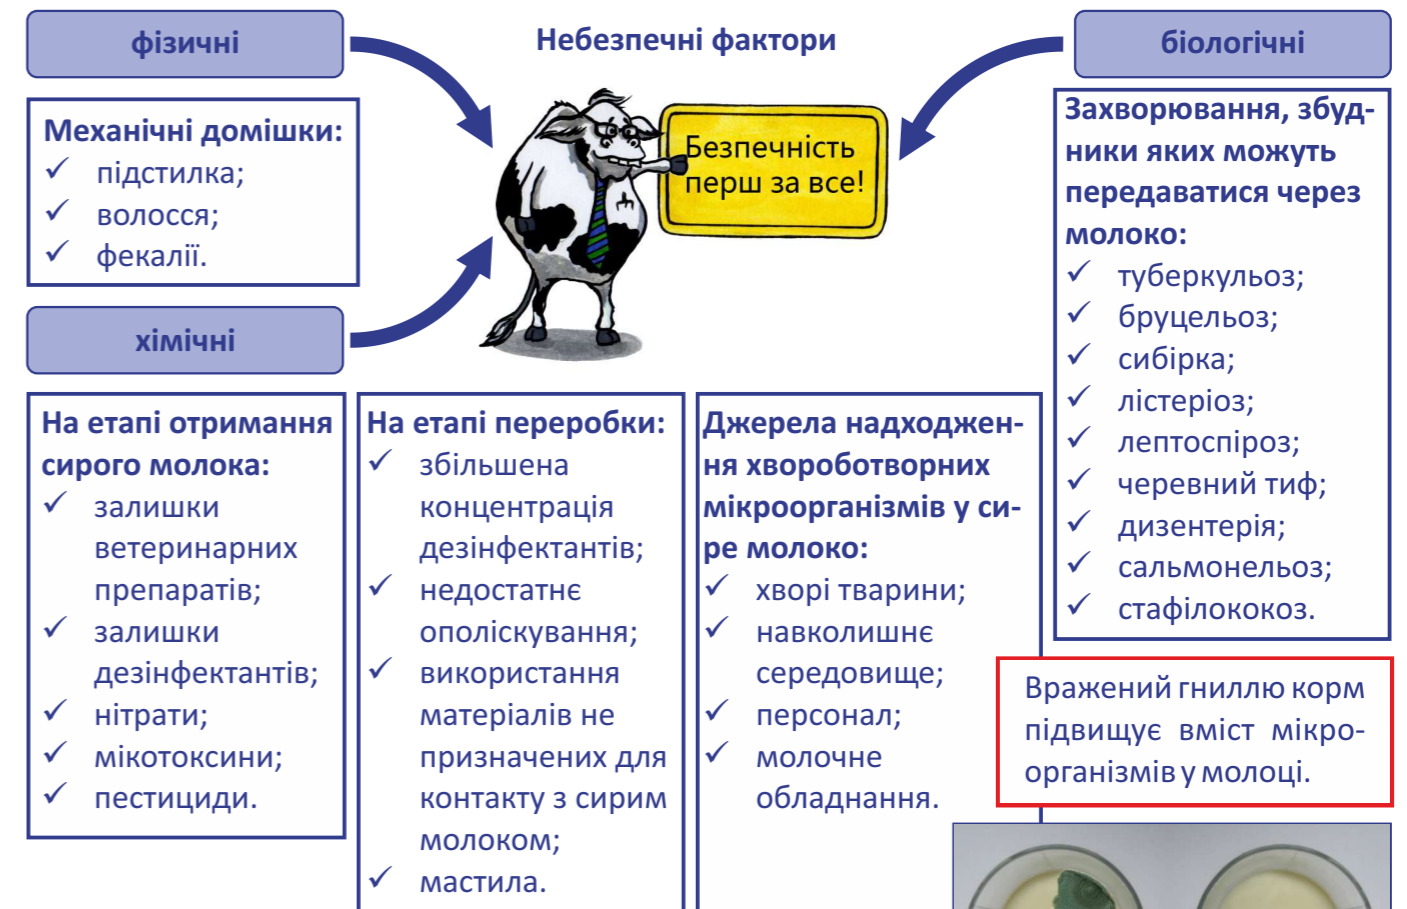 фізичні
Небезпечні фактори
біологічні
Механічні домішки:
✓ підстилка;
✓ волосся;
✓ фекалії.
Безпечність
перш за все!
Захворювання, збуд-
ники яких можуть
передаватися через
молоко:
✓ туберкульоз;
✓ бруцельоз;
✓ сибірка;
✓ лістеріоз;
✓ лептоспіроз;
✓ черевний тиф;
✓ дизентерія;
✓ сальмонельоз;
✓ стафілококоз.
хімічні
На етапі отримання
сирого молока:
✓ залишки
ветеринарних
препаратів;
✓ залишки
дезінфектантів;
✓ нітрати;
✓ мікотоксини;
✓ пестициди.
На етапі переробки:
✓ збільшена
концентрація
дезінфектантів;
✓ недостатнє
ополіскування;
✓ використання
матеріалів не
призначених для
контакту з сирим
молоком;
✓ мастила.
Джерела надходжен-
ня хвороботворних
мікроорганізмів у си-
ре молоко:
✓ хворі тварини;
✓ навколишнє
середовище;
✓ персонал;
✓ молочне
обладнання.
Вражений гниллю корм
підвищує вміст мікро-
організмів у молоці.